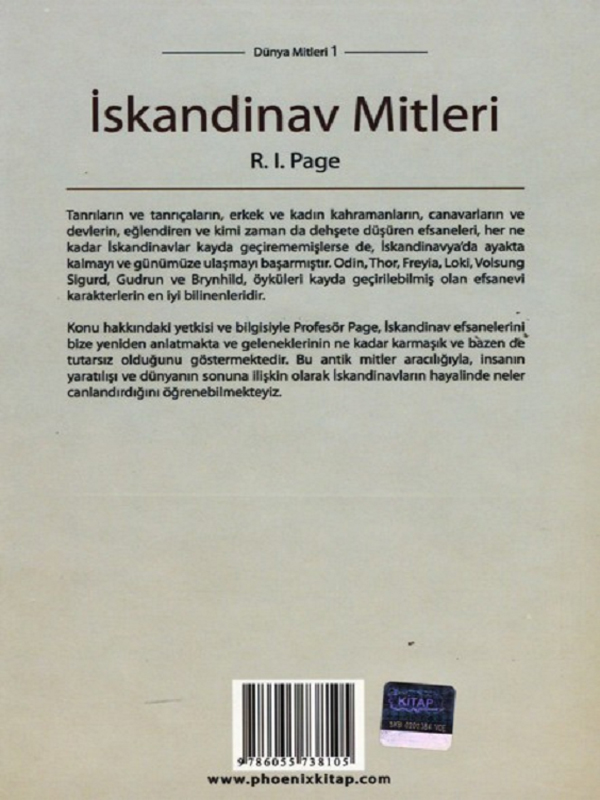 Dünya Mitleri 1
İskandinav Mitleri
R. I. Page
Tanrıların ve tanrıçaların, erkek ve kadın kahramanların, canavarların ve
devlerin, eğlendiren ve kimi zaman da dehşete düşüren efsaneleri, her ne
kadar İskandinavlar kayda geçirememişlerse de, İskandinavya'da ayakta
kalmayı ve günümüze ulaşmayı başarmıştır. Odin, Thor, Freyia, Loki, Volsung
Sigurd, Gudrun ve Brynhild, öyküleri kayda geçirilebilmiş olan efsanevi
karakterlerin en iyi bilinenleridir.
Konu hakkındaki yetkisi ve bilgisiyle Profesör Page, İskandinav efsanelerini
bize yeniden anlatmakta ve geleneklerinin ne kadar karmaşık ve bazen de
tutarsız olduğunu göstermektedir. Bu antik mitler aracılığıyla, insanın
yaratılışı ve dünyanın sonuna ilişkin olarak İskandinavların hayalinde neler
canlandırdığını öğrenebilmekteyiz.
KİTAP
9 786055 738105
www.phoenixkitap.com